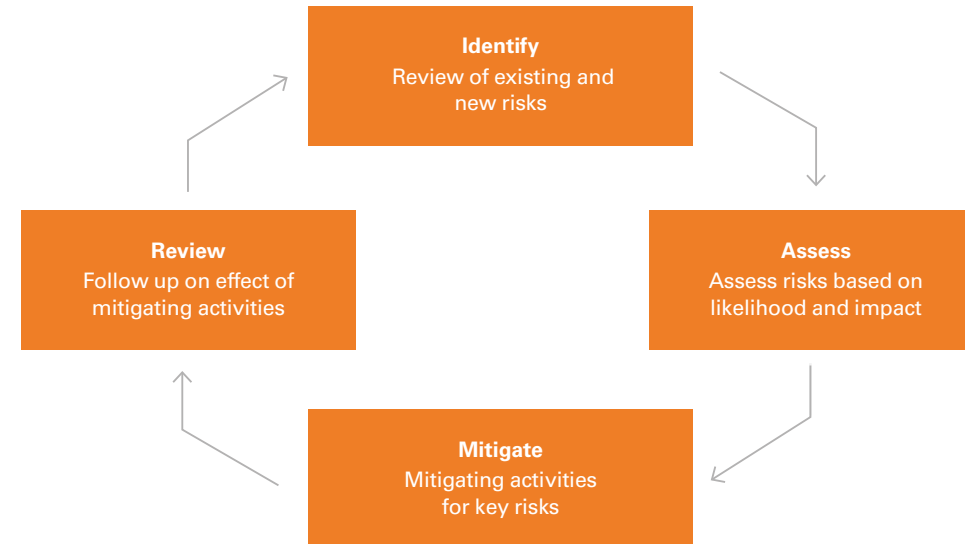 Identify
Review of existing and
new risks
Review
Follow up on effect of
mitigating activities
Assess
Assess risks based on
likelihood and impact
Mitigate
Mitigating activities
for key risks